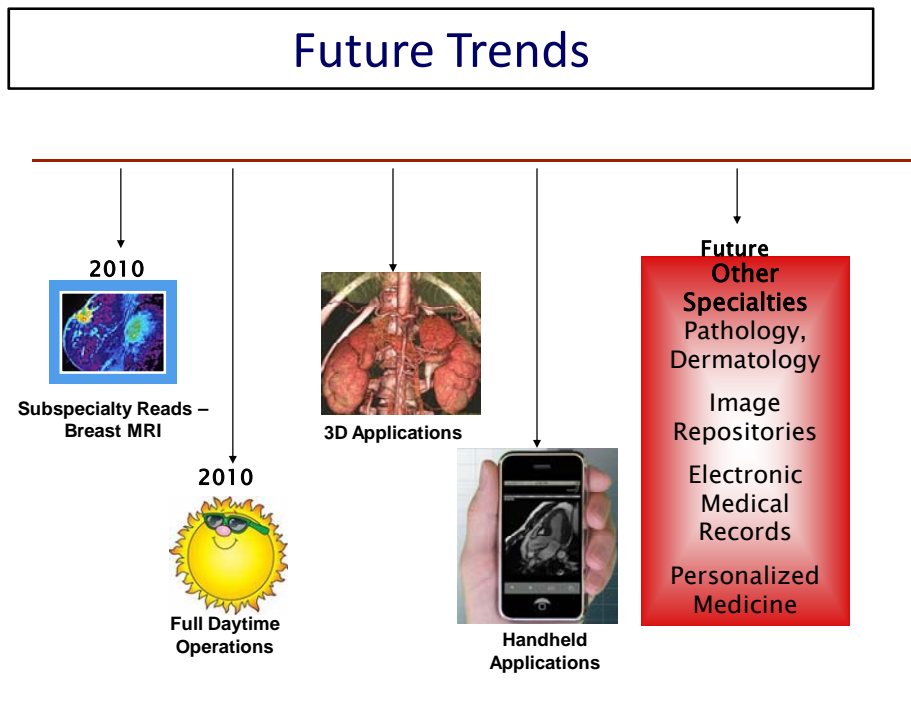 Future Trends
2010
Subspecialty Reads –
Breast MRI
2010
Full Daytime
Operations
3D Applications
Handheld
Applications
Future
Other
Specialties
Pathology,
Dermatology
Image
Repositories
Electronic
Medical
Records
Personalized
Medicine